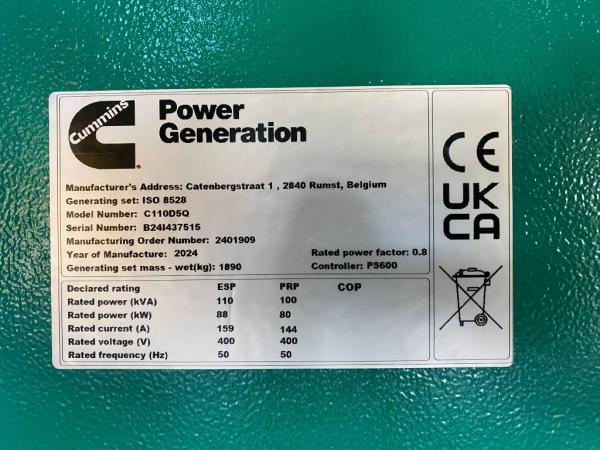 Cummins
Power
Generation
Manufacturer's Address: Catenbergstraat 1 , 2840 Rumst, Belgium
Generating set: ISO 8528
Model Number: C110D5Q
Serial Number: B24I437515
Manufacturing Order Number: 2401909
Year of Manufacture: 2024 Rated power factor: 0.8
Generating set mass - wet(kg): 1890 Controller: PS600
Declared rating ESP PRP COP
Rated power (kVA) 110 100
Rated power (kW) 88 80
Rated current (A) 159 144
Rated voltage (V) 400 400
Rated frequency (Hz) 50 50
CE
UK
CA